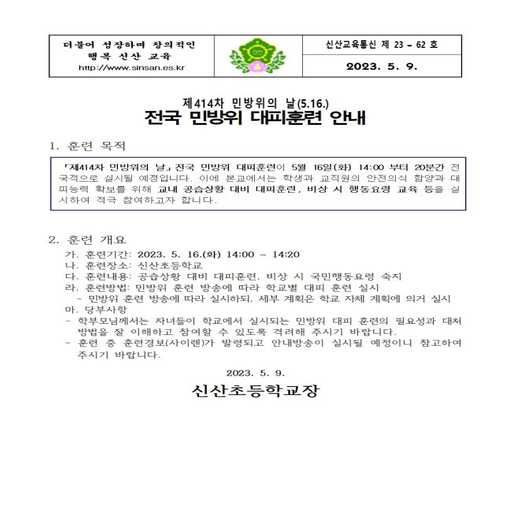 더불어 성장하며 창의적인
행복 신산 교육
http://www.sinsan.es.kr
신산교육통신 제 23 - 62 호
2023. 5. 9.
제414차 민방위의 날(5.16.)
전국 민방위 대피훈련 안내
1. 훈련 목적
「제414차 민방위의 날」 전국 민방위 대피훈련이 5월 16일(화) 14:00 부터 20분간 전
국적으로 실시될 예정입니다. 이에 본교에서는 학생과 교직원의 안전의식 함양과 대
피능력 확보를 위해 교내 공습상황 대비 대피훈련, 비상 시 행동요령 교육 등을 실
시하여 적극 참여하고자 합니다.
2. 훈련 개요
가. 훈련기간: 2023. 5. 16.(화) 14:00 ~ 14:20
나. 훈련장소: 신산초등학교
다. 훈련내용: 공습상황 대비 대피훈련, 비상 시 국민행동요령 숙지
라. 훈련방법: 민방위 훈련 방송에 따라 학교별 대피 훈련 실시
- 민방위 훈련 방송에 따라 실시하되, 세부 계획은 학교 자체 계획에 의거 실시
마. 당부사항
- 학부모님께서는 자녀들이 학교에서 실시되는 민방위 대피 훈련의 필요성과 대처
방법을 잘 이해하고 참여할 수 있도록 격려해 주시기 바랍니다.
- 훈련 중 훈련경보(사이렌)가 발령되고 안내방송이 실시될 예정이니 참고하여
주시기 바랍니다.
2023. 5. 9.
신산초등학교장